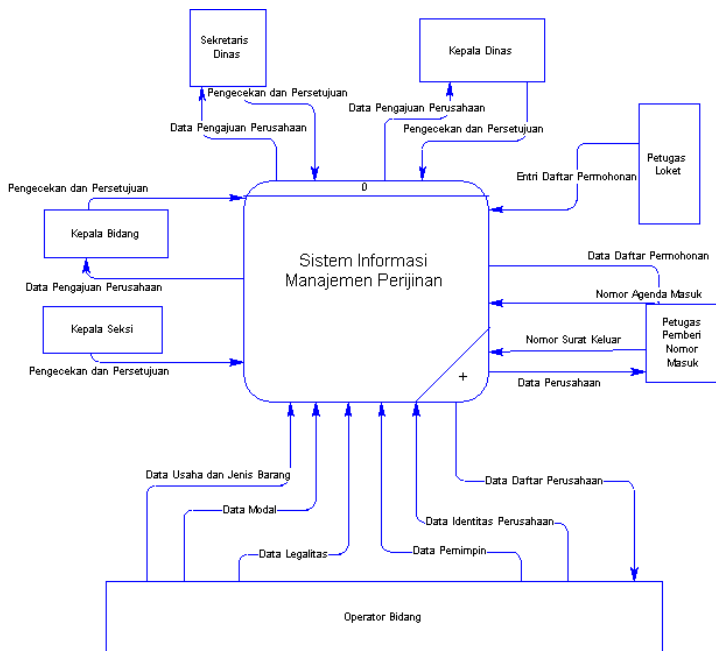 Sekretaris
Dinas
Kepala Dinas
Pengecekan dan Persetujuan
Data Pengajuan Perusahaan
Data Pengajuan Perusahaan
Pengecekan dan Persetujuan
Petugas
Loket
Entri Daftar Permohonan
0
Pengecekan dan Persetujuan
Kepala Bidang
Data Pengajuan Perusahaan
Sistem Informasi
Manajemen Perijinan
Data Daftar Permohonan
Nomor Agenda Masuk
Kepala Seksi
Pengecekan dan Persetujuan
Petugas
Pemberi
Nomor
Masuk
Nomor Surat Keluar
Data Perusahaan
+
Data Usaha dan Jenis Barang
Data Modal
Data Legalitas
Data Daftar Perusahaan
Data Identitas Perusahaan
Data Pemimpin
Operator Bidang